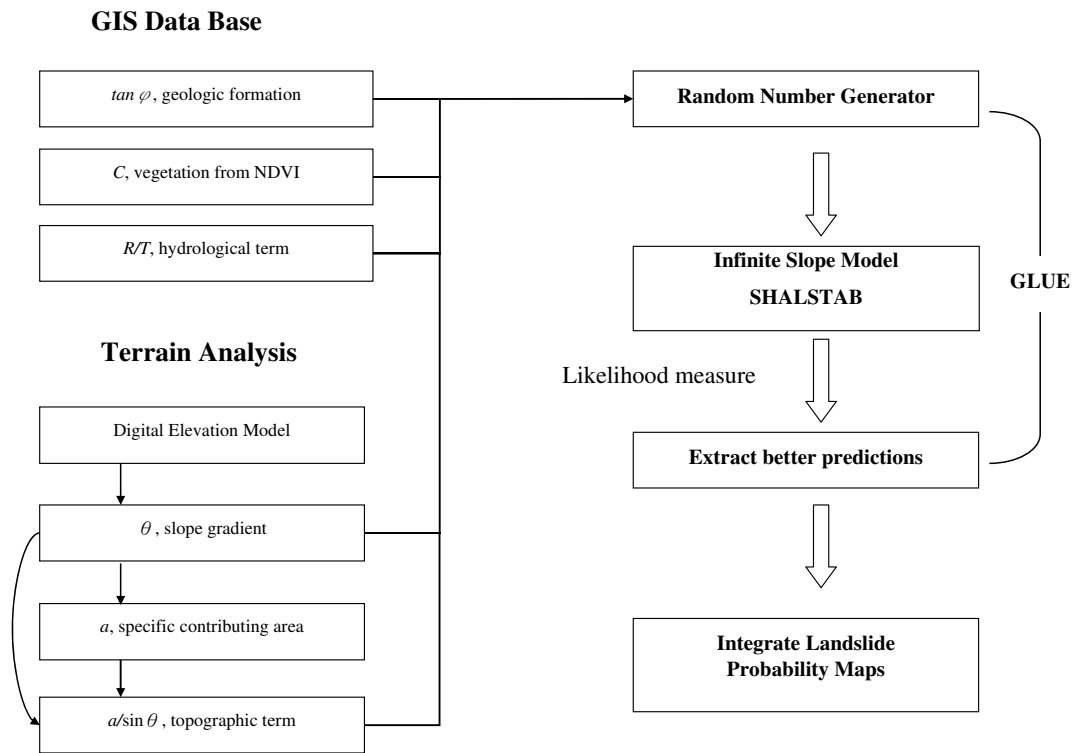 GIS Data Base
tan φ, geologic formation
C, vegetation from NDVI
R/T, hydrological term
Terrain Analysis
Digital Elevation Model
θ , slope gradient
a, specific contributing area
a/sin θ , topographic term
Random Number Generator
Infinite Slope Model
SHALSTAB
GLUE
Likelihood measure
Extract better predictions
Integrate Landslide
Probability Maps